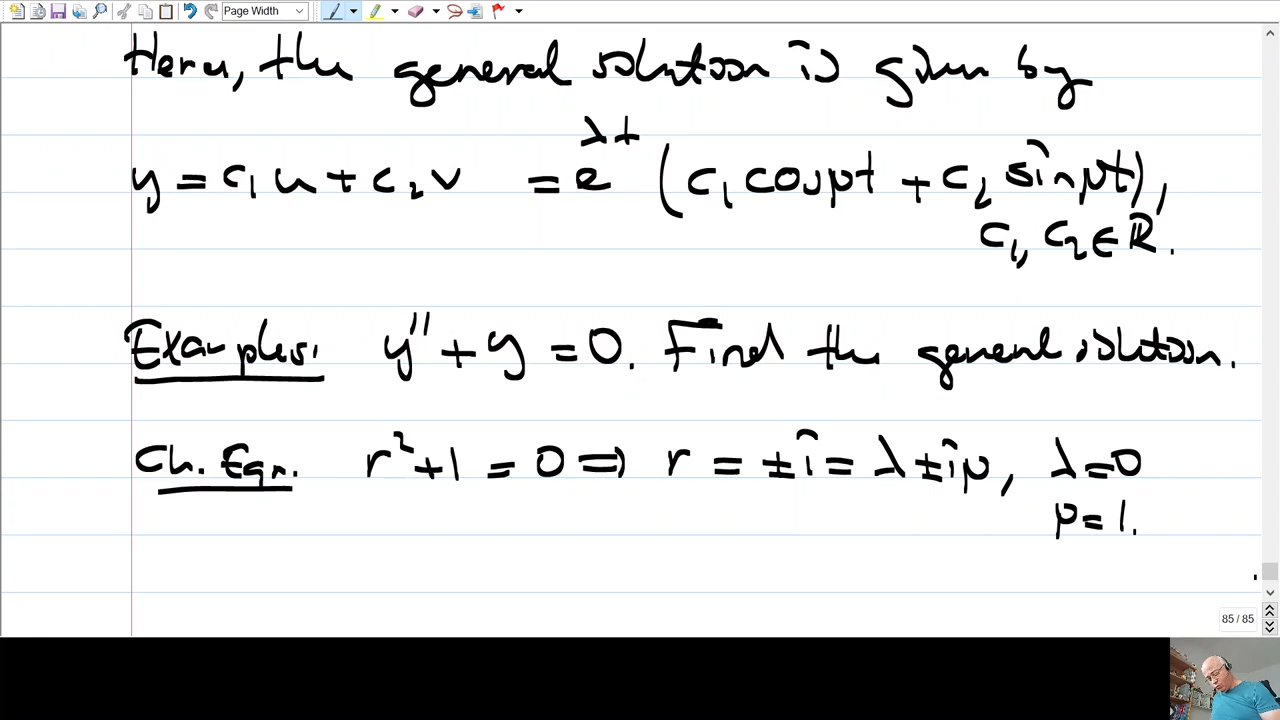 Page Width
Hence, the general solution is given by
y = c₁u + c₂v = e^{λt} (c₁ cos μt + c₂ sin μt),
c₁, c₂ ∈ ℝ.
Examples: y'' + y = 0. Find the general solution.
Ch. Eqn. r² + 1 = 0 ⟹ r = ±i = λ ± iμ, λ = 0
μ = 1.
85 / 85